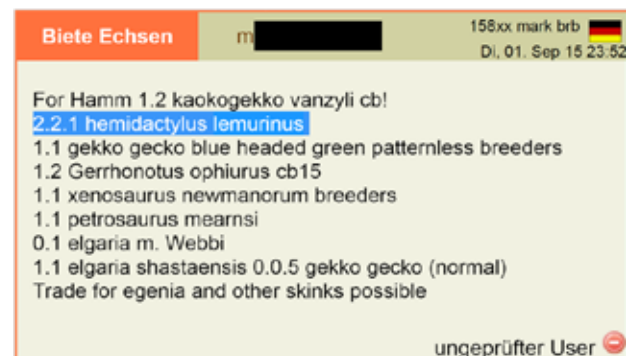 Biete Echsen
m
158xx mark brb
Di, 01. Sep 15 23:52
For Hamm 1.2 kaokogekko vanzyli cb!
2.2.1 hemidactylus lemurinus
1.1 gekko gecko blue headed green patternless breeders
1.2 Gerrhonotus ophiurus cb15
1.1 xenosaurus newmanorum breeders
1.1 petrosaurus mearnsi
0.1 elgaria m. Webbi
1.1 elgaria shastaensis 0.0.5 gekko gecko (normal)
Trade for egenia and other skinks possible
ungeprüfter User